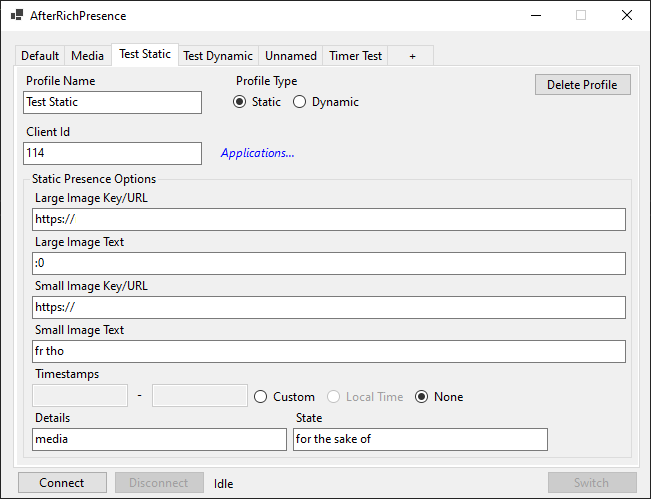 AfterRichPresence
Default Media Test Static Test Dynamic Unnamed Timer Test +
Profile Name Profile Type
Test Static Static Dynamic Delete Profile
Client Id
114 Applications...
Static Presence Options
Large Image Key/URL
https://
Large Image Text
:0
Small Image Key/URL
https://
Small Image Text
fr tho
Timestamps
- Custom Local Time None
Details State
media for the sake of
Connect Disconnect Idle Switch